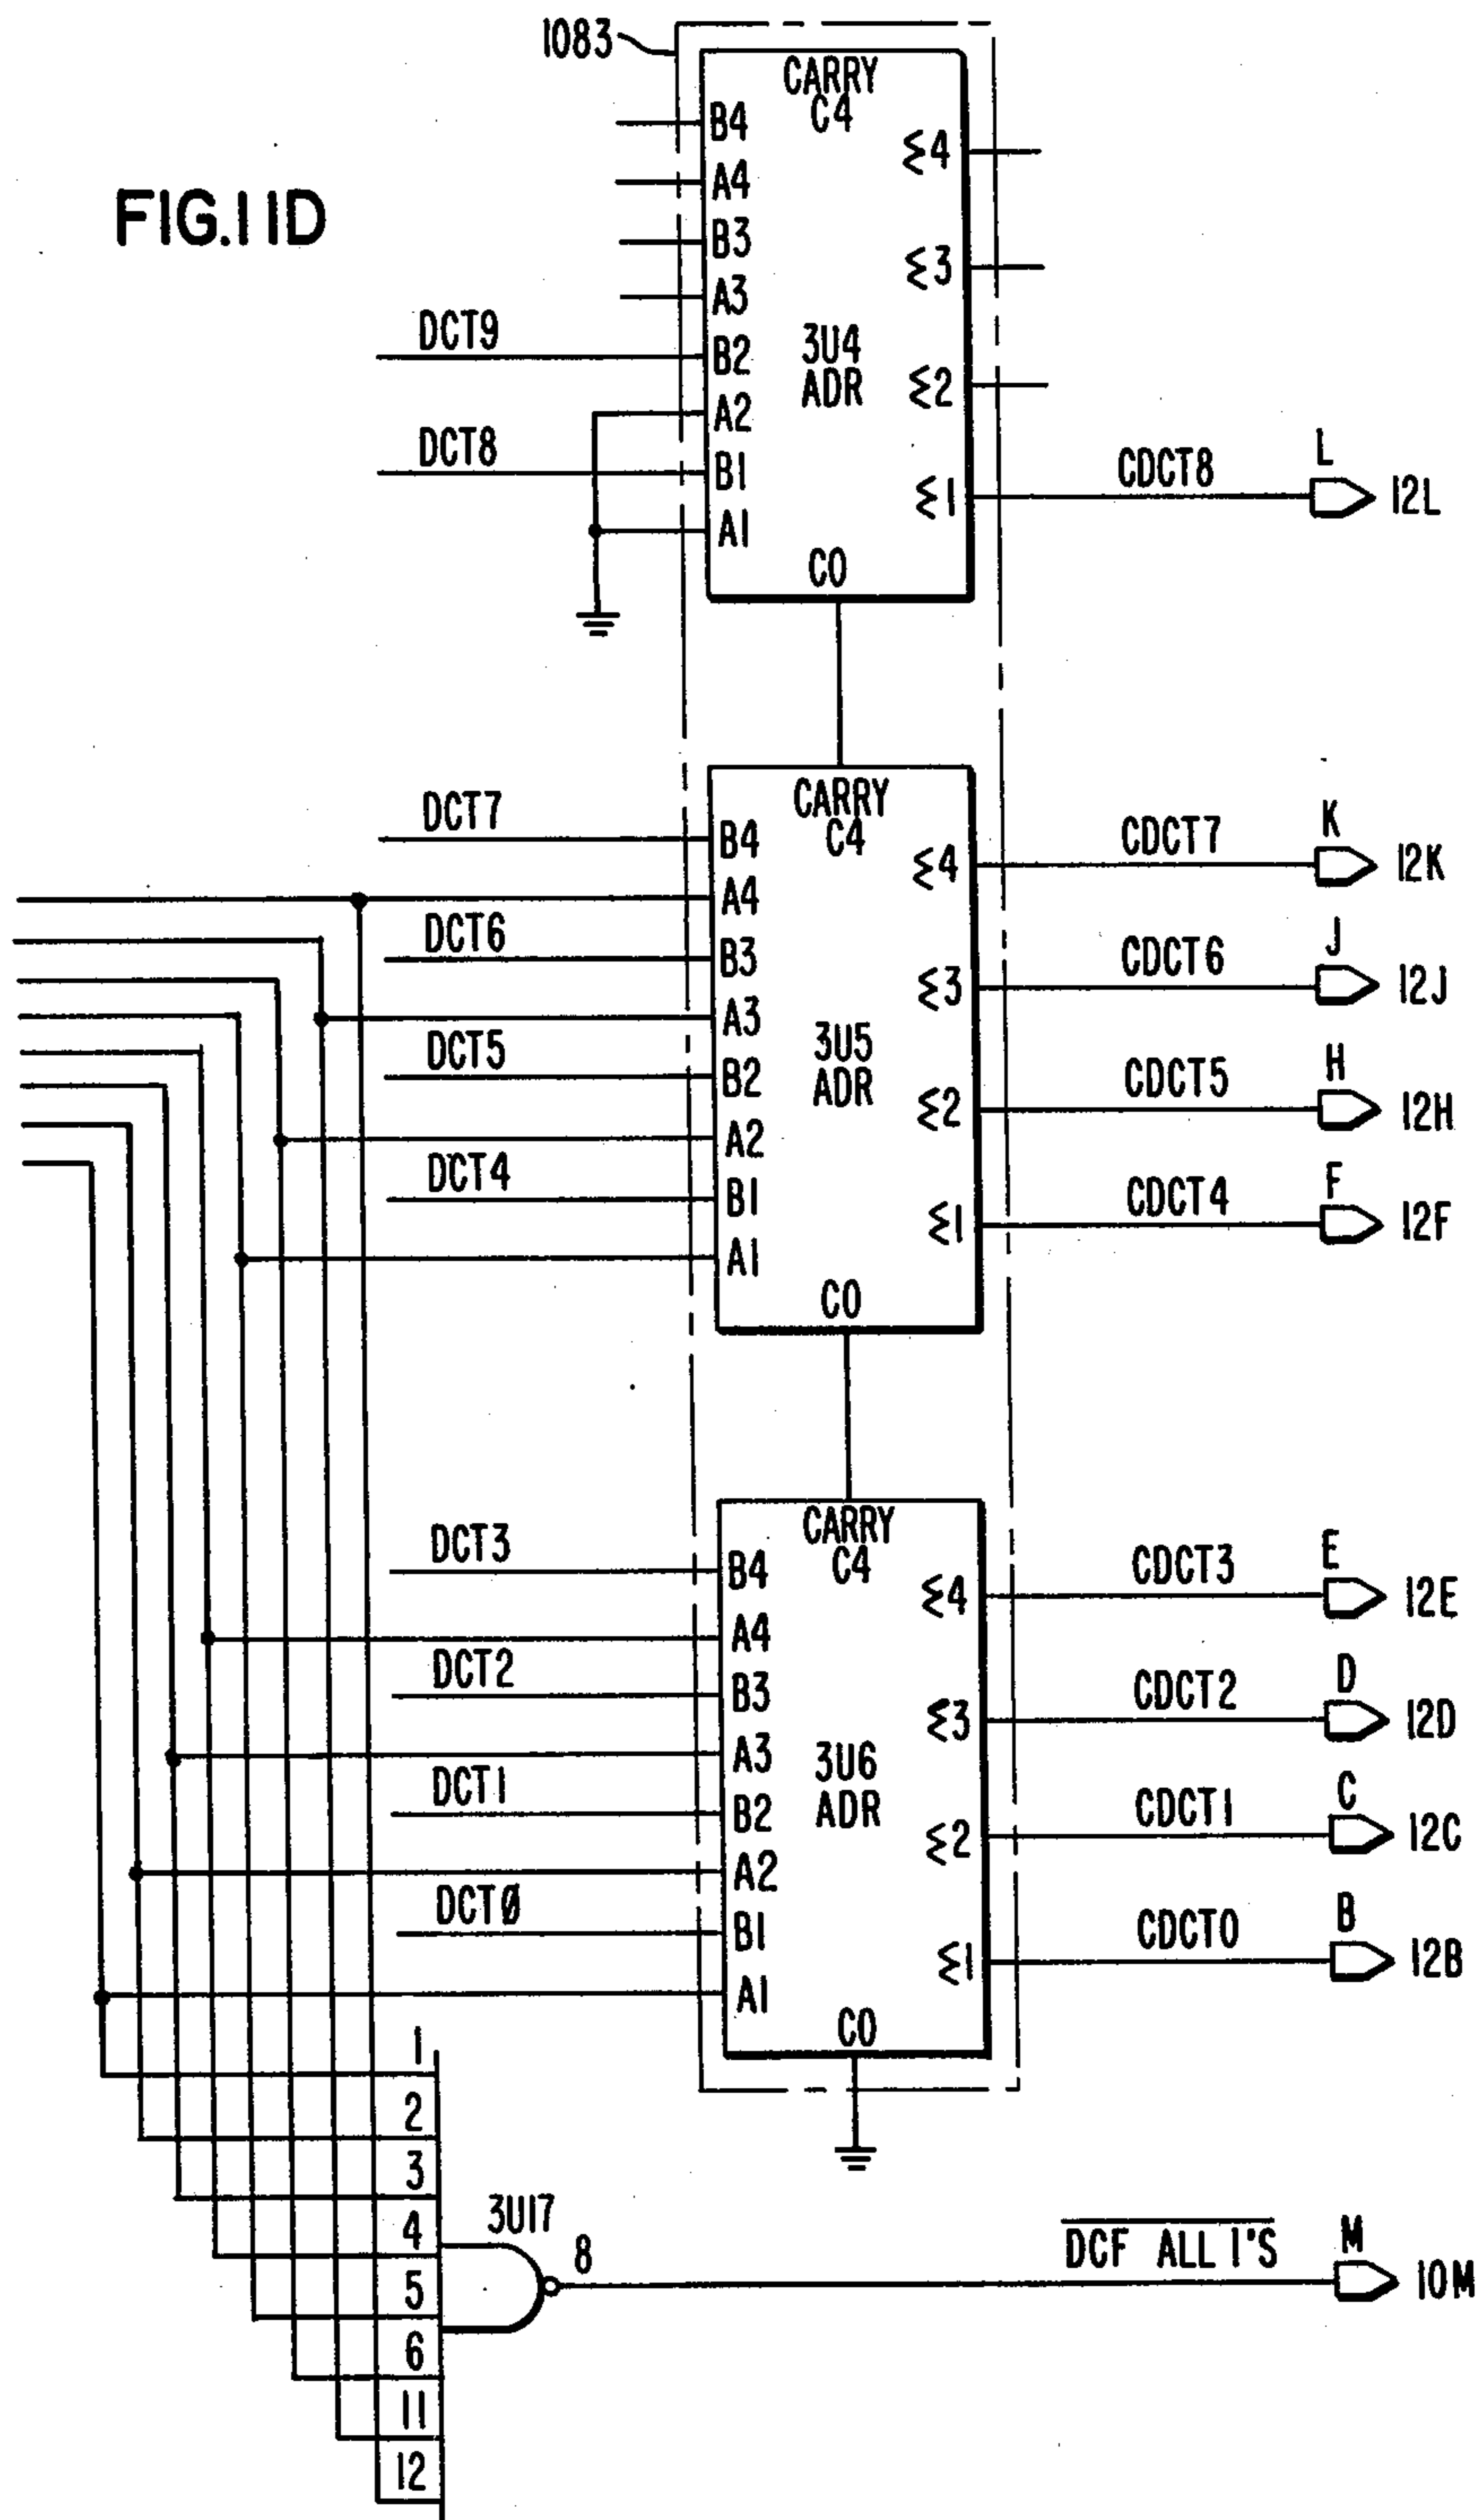 1083
FIG.11D
CARRY
C4
B4
A4
B3
A3
DCT9
B2
A2
DCT8
B1
A1
3U4
ADR
Σ4
Σ3
Σ2
Σ1
CDCT8
L
12L
CO
CARRY
C4
DCT7
B4
A4
DCT6
B3
A3
DCT5
B2
A2
DCT4
B1
A1
3U5
ADR
Σ4
CDCT7
K
12K
Σ3
CDCT6
J
12J
Σ2
CDCT5
H
12H
Σ1
CDCT4
F
12F
CO
CARRY
C4
DCT3
B4
A4
DCT2
B3
A3
DCT1
B2
A2
DCTØ
B1
A1
3U6
ADR
Σ4
CDCT3
E
12E
Σ3
CDCT2
D
12D
Σ2
CDCT1
C
12C
Σ1
CDCT0
B
12B
CO
1
2
3
4
5
6
11
12
3U17
8
DCF ALL 1'S
M
10M